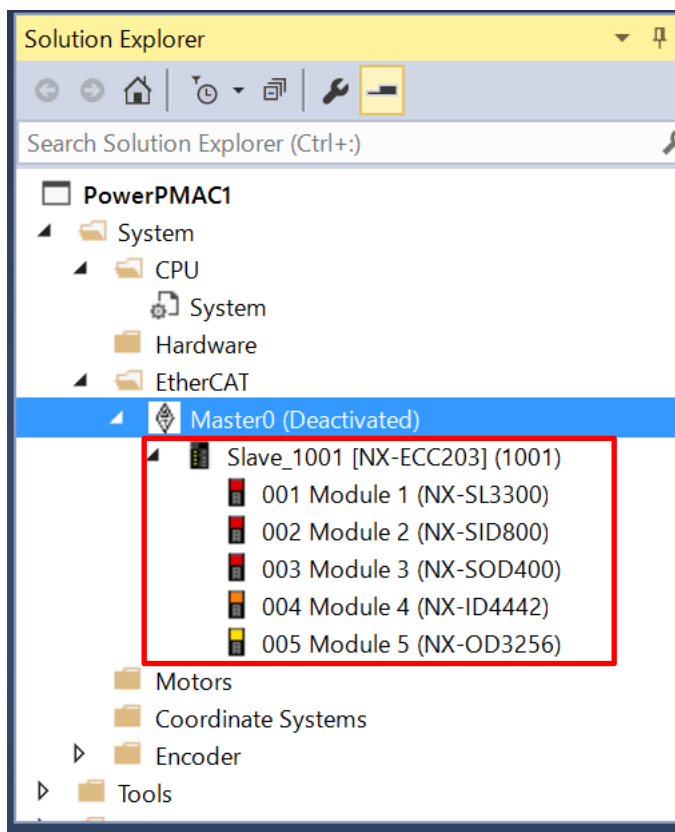 Solution Explorer
Search Solution Explorer (Ctrl+:)
PowerPMAC1
System
CPU
System
Hardware
EtherCAT
Master0 (Deactivated)
Slave_1001 [NX-ECC203] (1001)
001 Module 1 (NX-SL3300)
002 Module 2 (NX-SID800)
003 Module 3 (NX-SOD400)
004 Module 4 (NX-ID4442)
005 Module 5 (NX-OD3256)
Motors
Coordinate Systems
Encoder
Tools